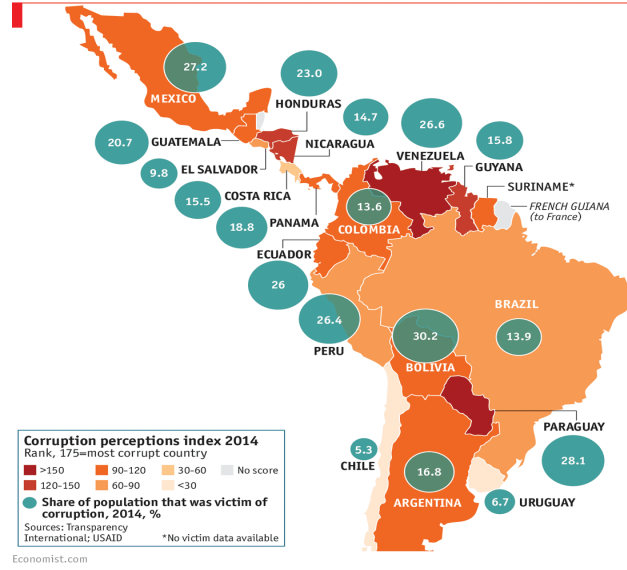 27.2
MEXICO
23.0
HONDURAS
20.7
GUATEMALA
14.7
NICARAGUA
26.6
VENEZUELA
15.8
GUYANA
9.8
EL SALVADOR
SURINAME*
15.5
COSTA RICA
13.6
COLOMBIA
FRENCH GUIANA
(to France)
18.8
PANAMA
ECUADOR
26
26.4
PERU
30.2
BOLIVIA
BRAZIL
13.9
PARAGUAY
28.1
5.3
CHILE
16.8
ARGENTINA
6.7
URUGUAY
Corruption perceptions index 2014
Rank, 175=most corrupt country
>150
90-120
30-60
No score
120-150
60-90
<30
Share of population that was victim of
corruption, 2014, %
Sources: Transparency
International; USAID
*No victim data available
Economist.com